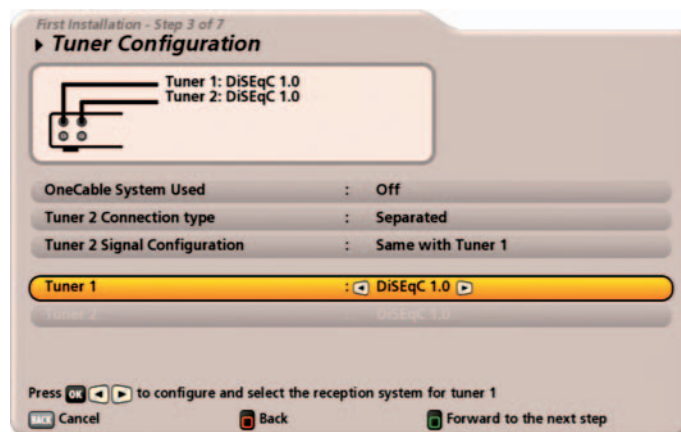 First Installation - Step 3 of 7
Tuner Configuration
Tuner 1: DiSEqC 1.0
Tuner 2: DiSEqC 1.0
OneCable System Used : Off
Tuner 2 Connection type : Separated
Tuner 2 Signal Configuration : Same with Tuner 1
Tuner 1 : DiSEqC 1.0
Tuner 2 : DiSEqC 1.0
Press OK to configure and select the reception system for tuner 1
BACK Cancel Back Forward to the next step